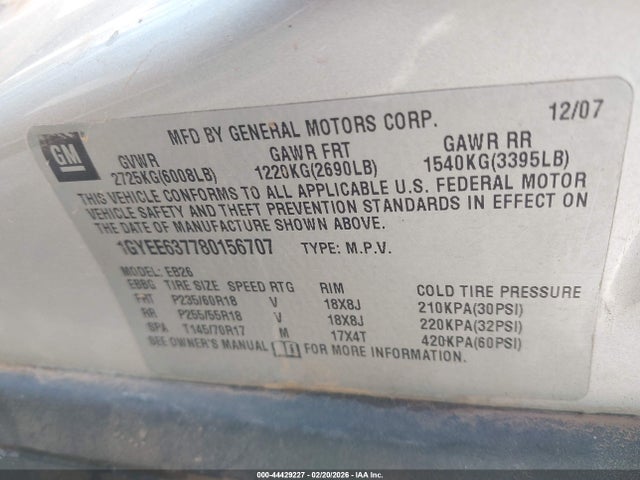 12/07
MFD BY GENERAL MOTORS CORP.
GM
GVWR GAWR FRT GAWR RR
2725KG(6008LB) 1220KG(2690LB) 1540KG(3395LB)
THIS VEHICLE CONFORMS TO ALL APPLICABLE U.S. FEDERAL MOTOR
VEHICLE SAFETY AND THEFT PREVENTION STANDARDS IN EFFECT ON
THE DATE OF MANUFACTURE SHOWN ABOVE.
1GYEE637780156707 TYPE: M.P.V.
MODEL: EB26
EBBG TIRE SIZE SPEED RTG RIM COLD TIRE PRESSURE
FRT P235/60R18 V 18X8J 210KPA(30PSI)
RR P255/55R18 V 18X8J 220KPA(32PSI)
SPA T145/70R17 M 17X4T 420KPA(60PSI)
SEE OWNER'S MANUAL FOR MORE INFORMATION.
000-44429227 - 02/20/2026 - IAA Inc.